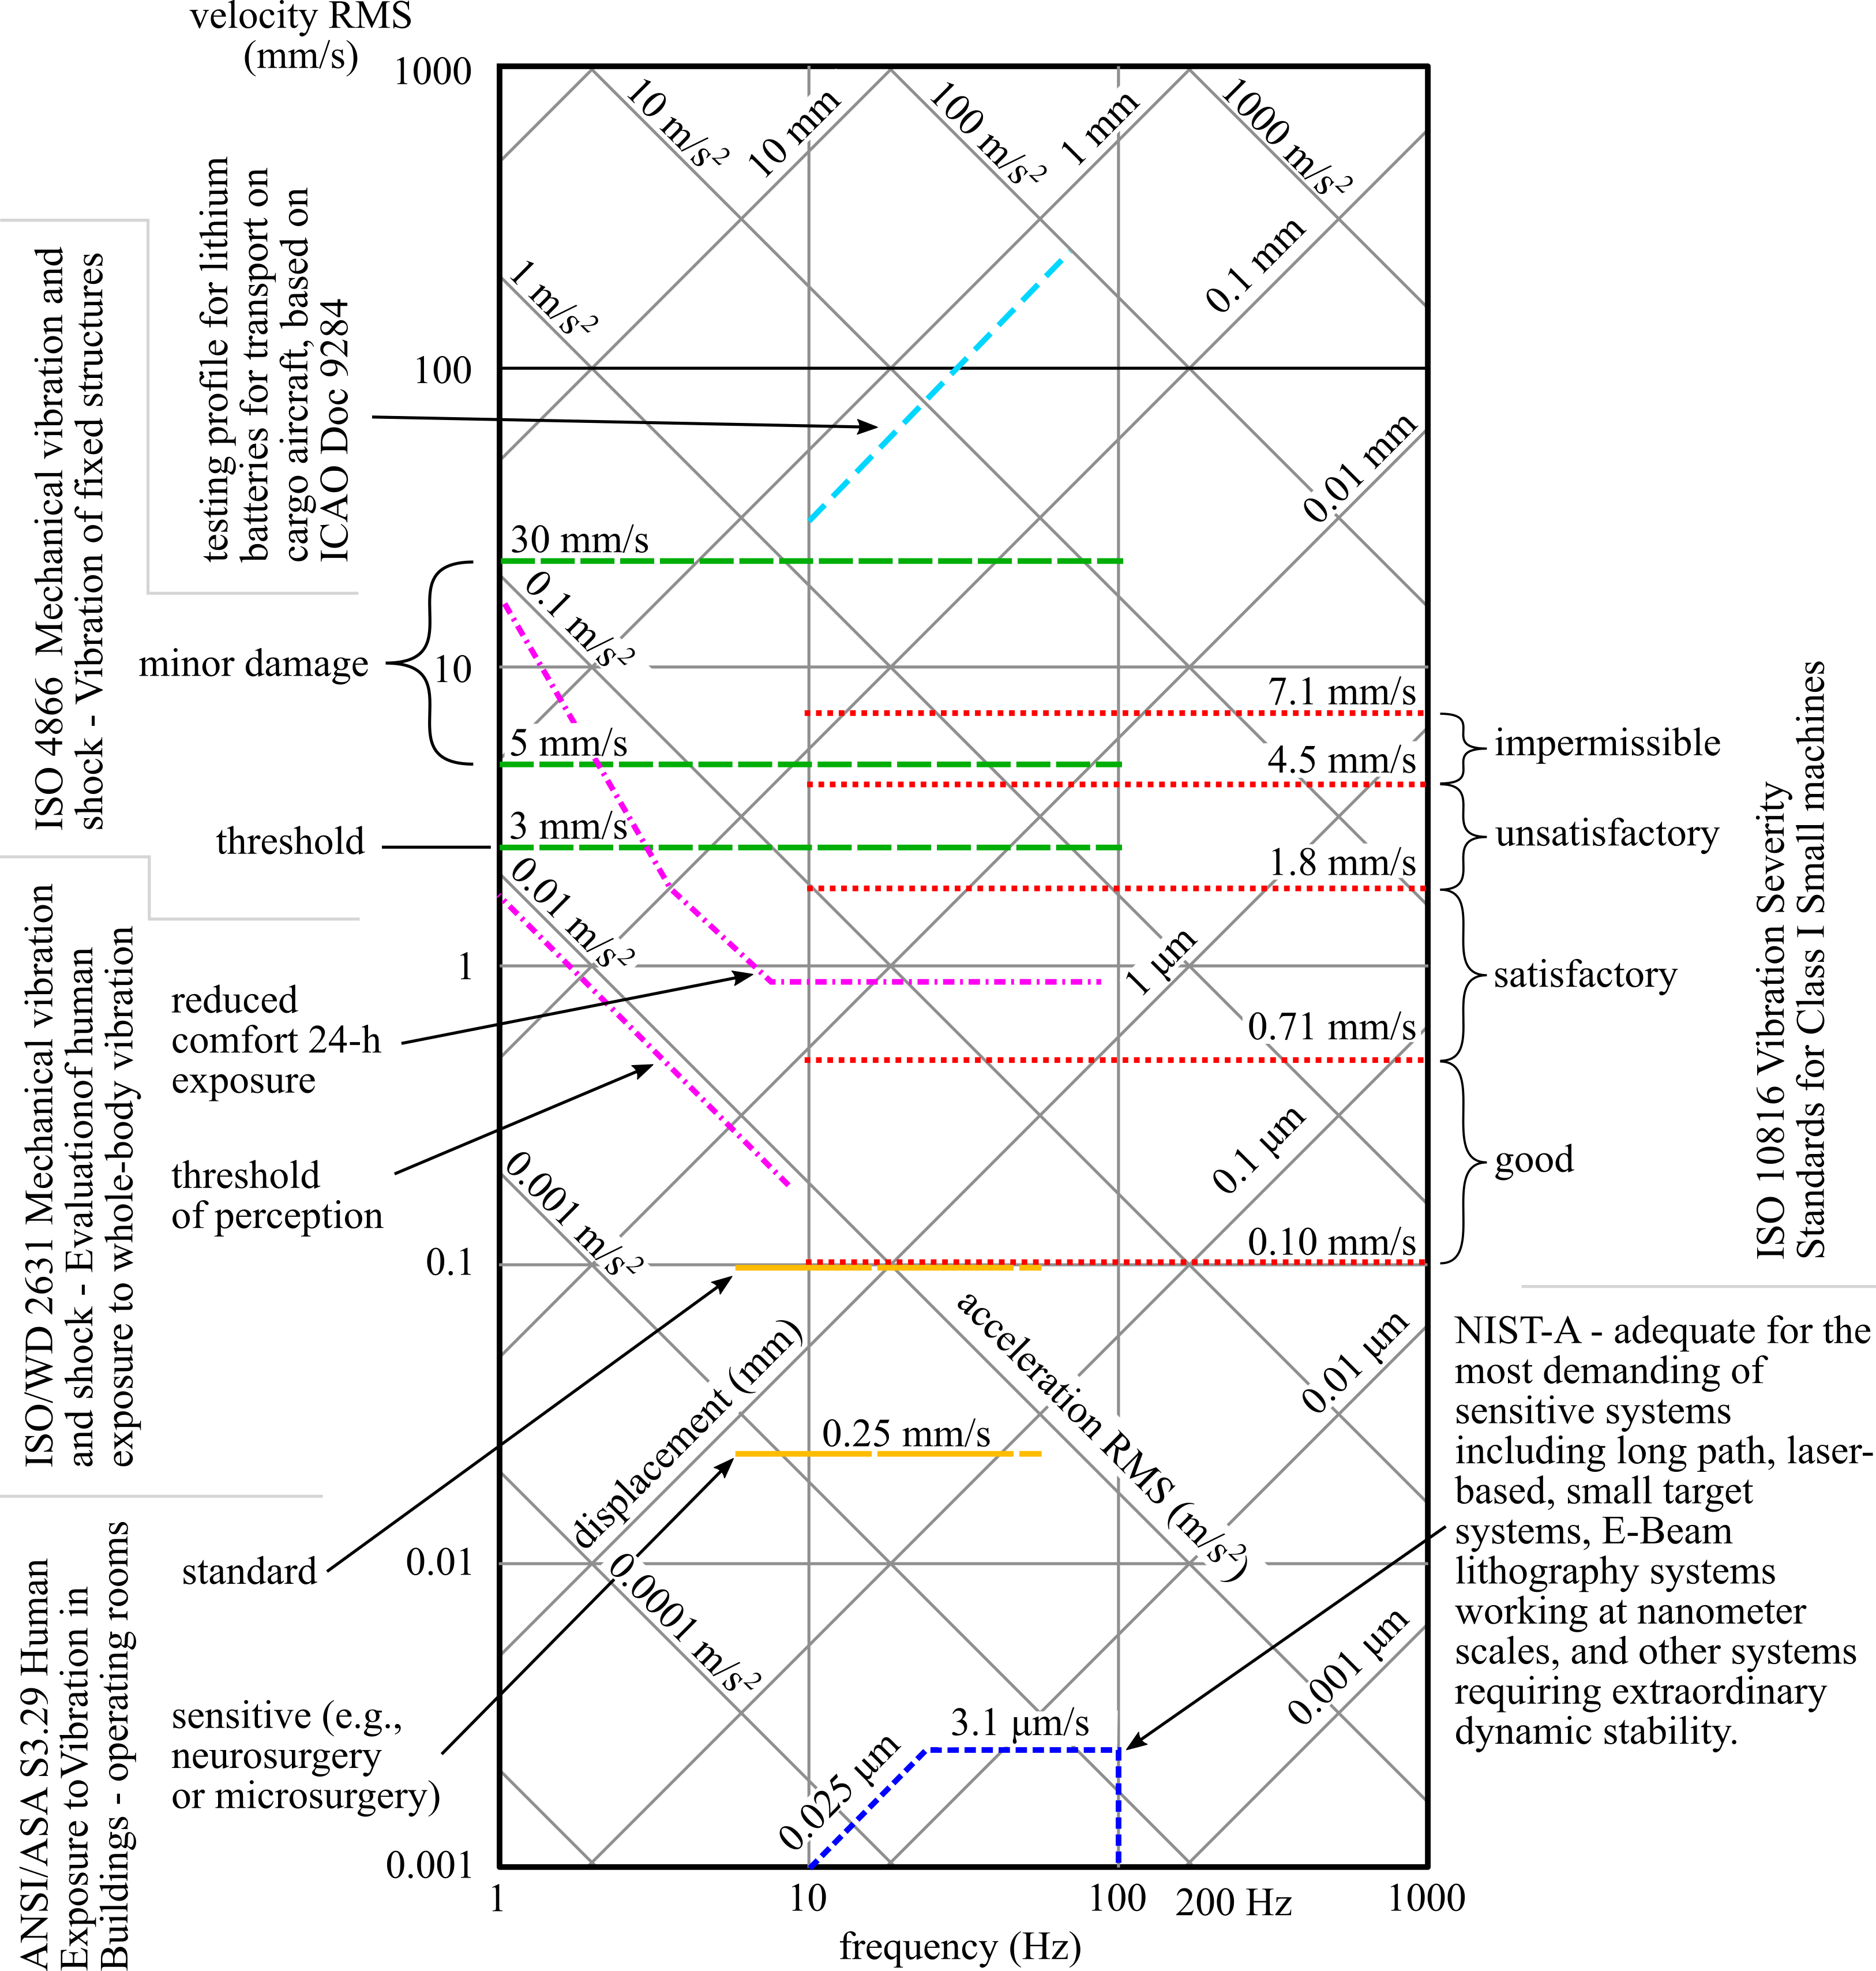 velocity RMS
(mm/s)
1000
100
10
1
0.1
0.01
0.001
1
10
100
200 Hz
1000
frequency (Hz)
10 m/s²
10 mm
100 m/s²
1 mm
1000 m/s²
0.1 mm
1 m/s²
0.01 mm
30 mm/s
0.1 m/s²
7.1 mm/s
5 mm/s
4.5 mm/s
3 mm/s
1.8 mm/s
0.01 m/s²
1 µm
0.71 mm/s
0.1 µm
0.001 m/s²
0.10 mm/s
displacement (mm)
acceleration RMS (m/s²)
0.01 µm
0.25 mm/s
0.0001 m/s²
0.001 µm
3.1 µm/s
0.025 µm
testing profile for lithium
batteries for transport on
cargo aircraft, based on
ICAO Doc 9284
ISO 4866  Mechanical vibration and
shock - Vibration of fixed structures
minor damage
threshold
ISO/WD 2631 Mechanical vibration
and shock - Evaluationof human
exposure to whole-body vibration
reduced
comfort 24-h
exposure
threshold
of perception
ANSI/ASA S3.29 Human
Exposure toVibration in
Buildings - operating rooms
standard
sensitive (e.g.,
neurosurgery
or microsurgery)
impermissible
unsatisfactory
satisfactory
good
ISO 10816 Vibration Severity
Standards for Class I Small machines
NIST-A - adequate for the
most demanding of
sensitive systems
including long path, laser-
based, small target
systems, E-Beam
lithography systems
working at nanometer
scales, and other systems
requiring extraordinary
dynamic stability.